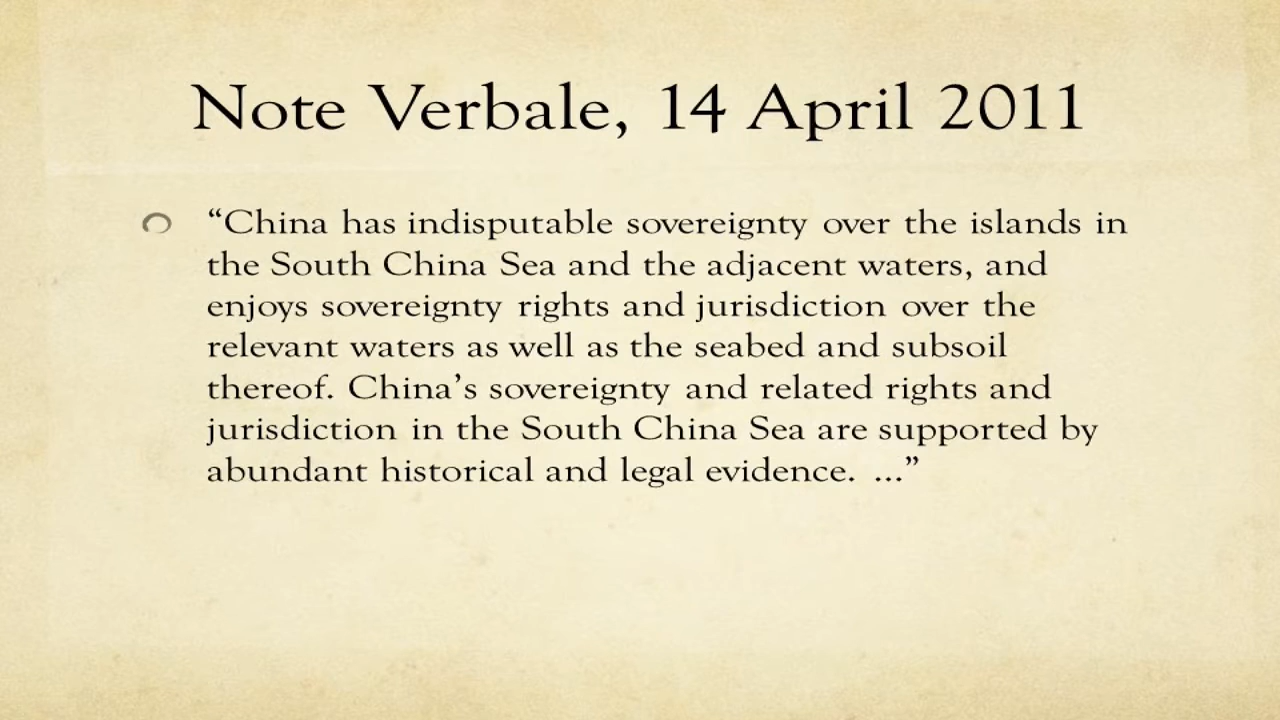 Note Verbale, 14 April 2011
“China has indisputable sovereignty over the islands in
the South China Sea and the adjacent waters, and
enjoys sovereignty rights and jurisdiction over the
relevant waters as well as the seabed and subsoil
thereof. China’s sovereignty and related rights and
jurisdiction in the South China Sea are supported by
abundant historical and legal evidence. ...”